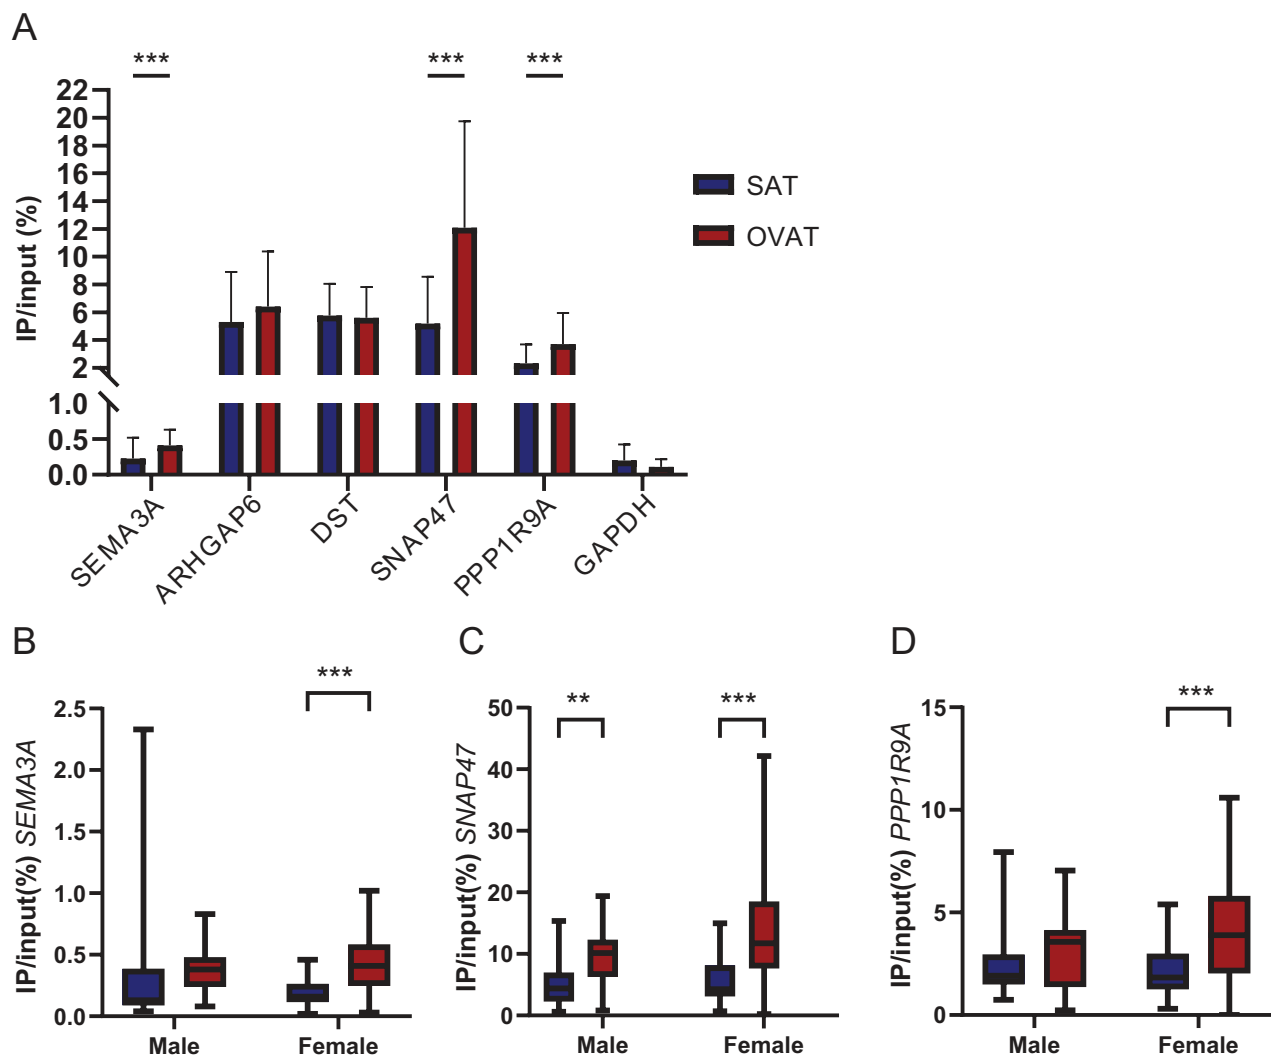 A
*** *** ***
22
20
18
16
14
12
10
8
6
4
2
1.0
0.5
0.0
IP/input (%)
SAT
OVAT
SEMA3A
ARHGAP6
DST
SNAP47
PPP1R9A
GAPDH
B
***
2.5
2.0
1.5
1.0
0.5
0.0
IP/input(%) SEMA3A
Male Female
C
** ***
50
40
30
20
10
0
IP/input(%) SNAP47
Male Female
D
***
15
10
5
0
IP/input(%) PPP1R9A
Male Female